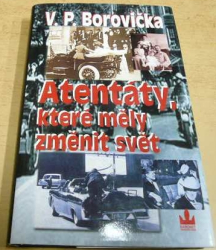 V. P. Borovička
Atentáty,
které měly
změnit svět